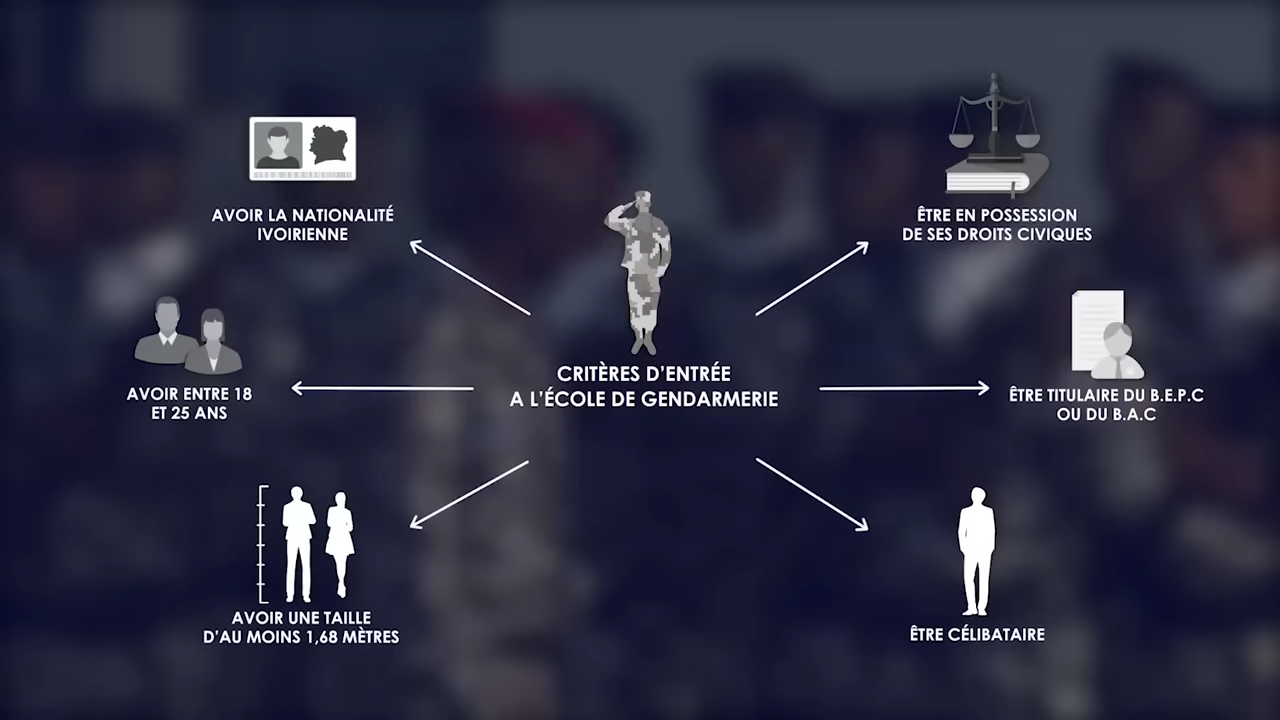 AVOIR LA NATIONALITÉ
IVOIRIENNE
ÊTRE EN POSSESSION
DE SES DROITS CIVIQUES
CRITÈRES D'ENTRÉE
A L'ÉCOLE DE GENDARMERIE
AVOIR ENTRE 18
ET 25 ANS
ÊTRE TITULAIRE DU B.E.P.C
OU DU B.A.C
AVOIR UNE TAILLE
D'AU MOINS 1,68 MÈTRES
ÊTRE CÉLIBATAIRE